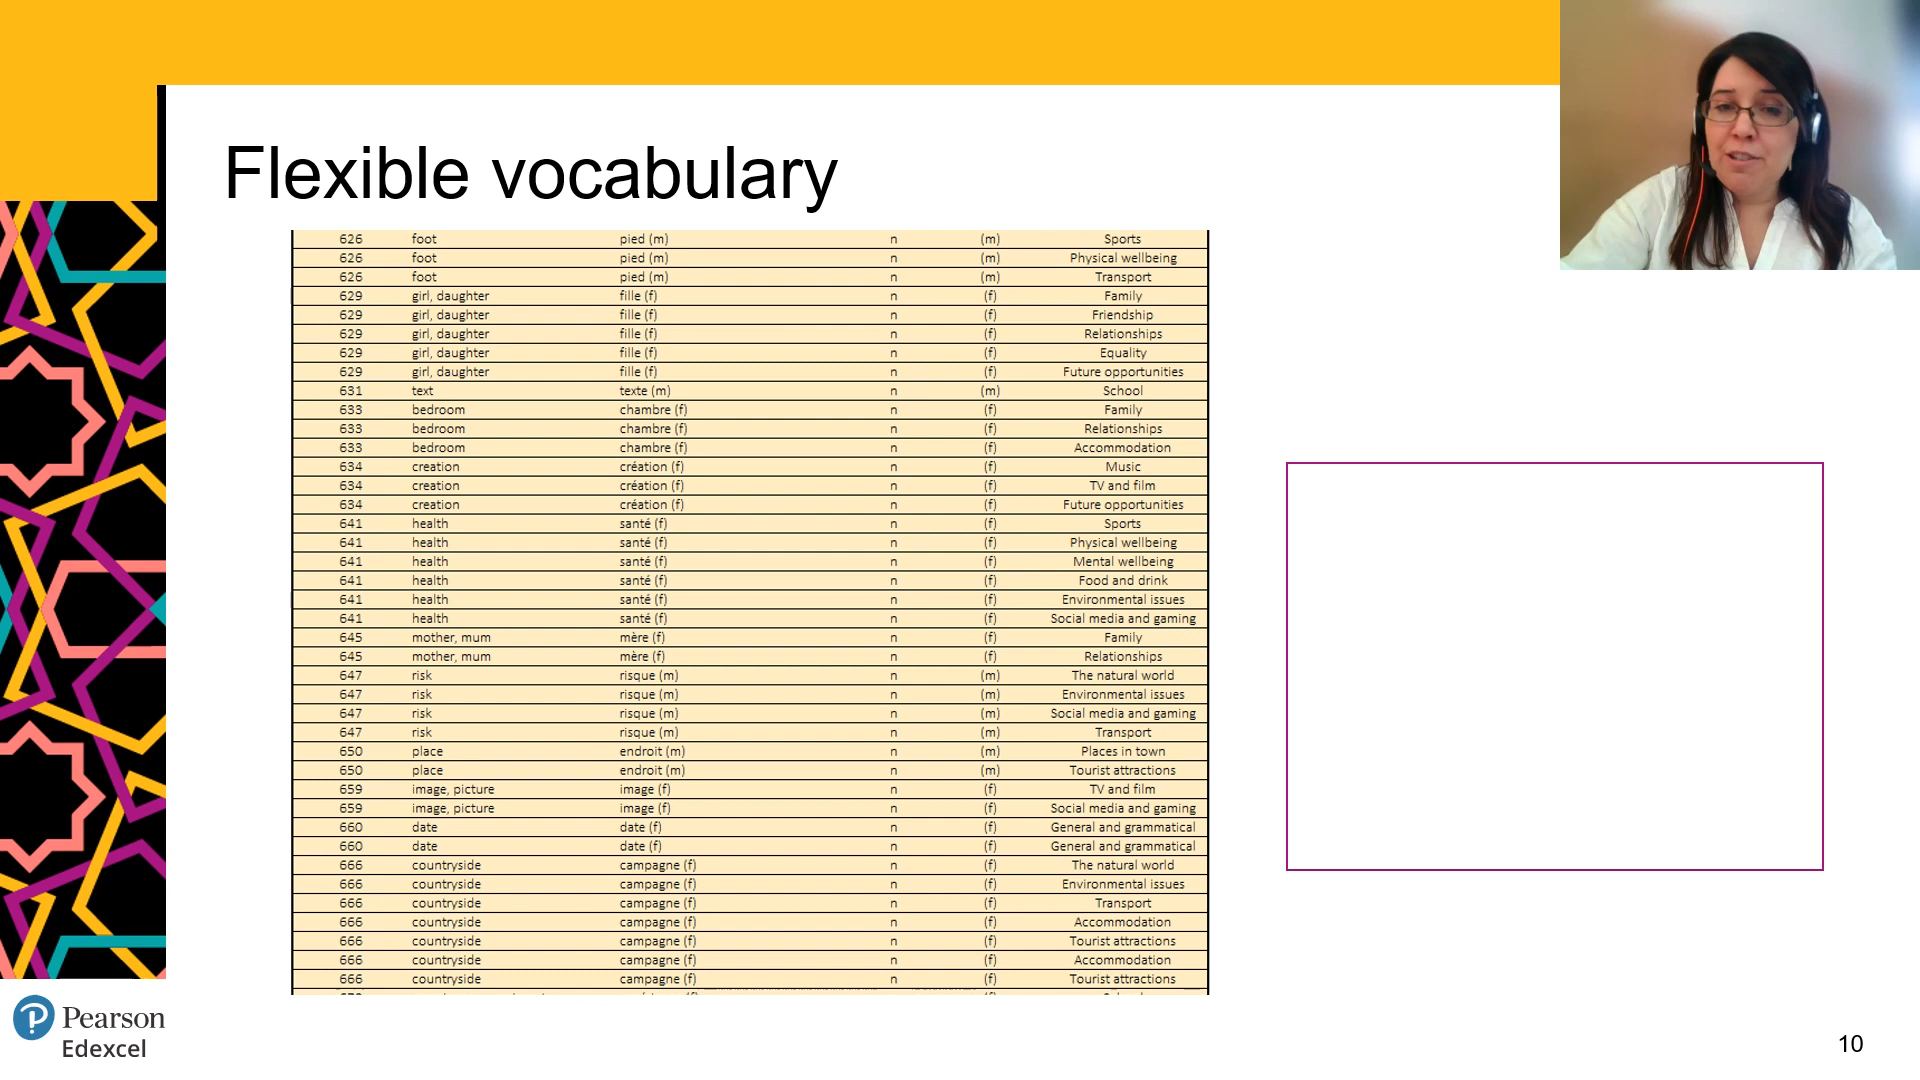 Flexible vocabulary
626 foot pied (m) n (m) Sports
626 foot pied (m) n (m) Physical wellbeing
626 foot pied (m) n (m) Transport
629 girl, daughter fille (f) n (f) Family
629 girl, daughter fille (f) n (f) Friendship
629 girl, daughter fille (f) n (f) Relationships
629 girl, daughter fille (f) n (f) Equality
629 girl, daughter fille (f) n (f) Future opportunities
631 text texte (m) n (m) School
633 bedroom chambre (f) n (f) Family
633 bedroom chambre (f) n (f) Relationships
633 bedroom chambre (f) n (f) Accommodation
634 creation création (f) n (f) Music
634 creation création (f) n (f) TV and film
634 creation création (f) n (f) Future opportunities
641 health santé (f) n (f) Sports
641 health santé (f) n (f) Physical wellbeing
641 health santé (f) n (f) Mental wellbeing
641 health santé (f) n (f) Food and drink
641 health santé (f) n (f) Environmental issues
641 health santé (f) n (f) Social media and gaming
645 mother, mum mère (f) n (f) Family
645 mother, mum mère (f) n (f) Relationships
647 risk risque (m) n (m) The natural world
647 risk risque (m) n (m) Environmental issues
647 risk risque (m) n (m) Social media and gaming
647 risk risque (m) n (m) Transport
650 place endroit (m) n (m) Places in town
650 place endroit (m) n (m) Tourist attractions
659 image, picture image (f) n (f) TV and film
659 image, picture image (f) n (f) Social media and gaming
660 date date (f) n (f) General and grammatical
660 date date (f) n (f) General and grammatical
666 countryside campagne (f) n (f) The natural world
666 countryside campagne (f) n (f) Environmental issues
666 countryside campagne (f) n (f) Transport
666 countryside campagne (f) n (f) Accommodation
666 countryside campagne (f) n (f) Tourist attractions
666 countryside campagne (f) n (f) Accommodation
666 countryside campagne (f) n (f) Tourist attractions
Pearson
Edexcel
10